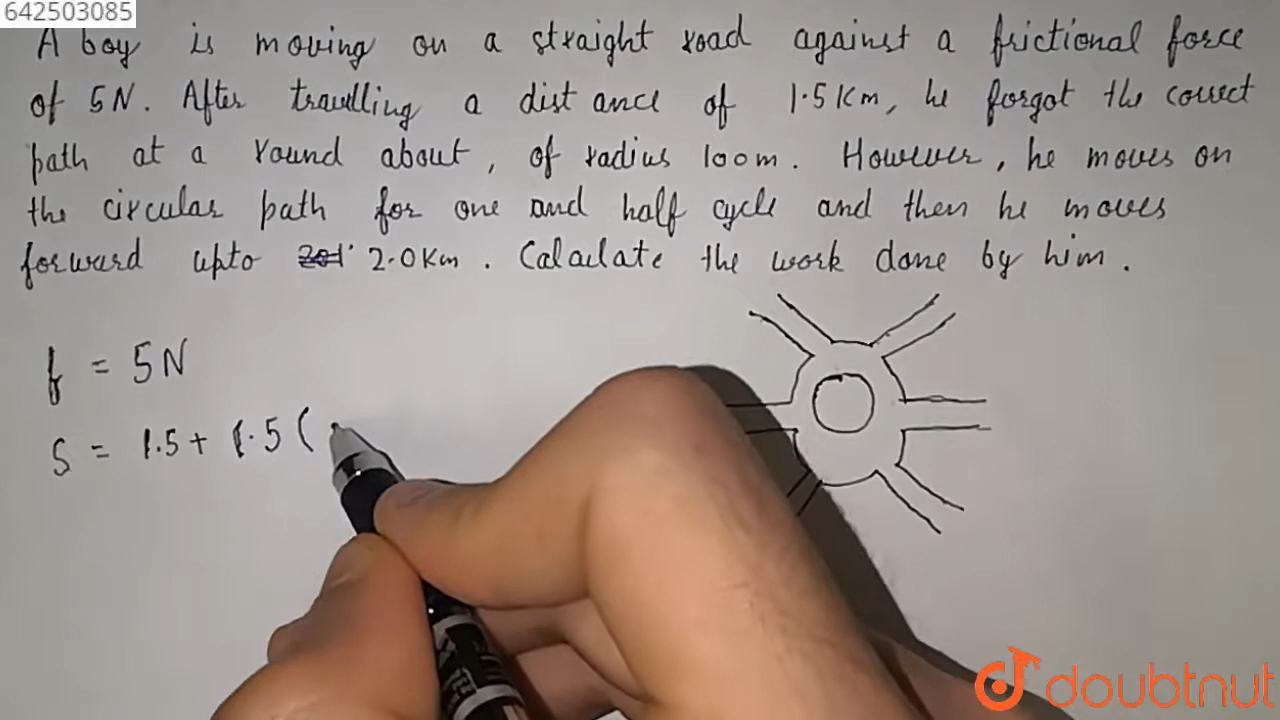 642503085
A boy is moving on a straight road against a frictional force
of 5N. After travelling a distance of 1.5 Km, he forgot the correct
path at a round about, of radius 100m. However, he moves on
the circular path for one and half cycle and then he moves
forward upto 2.0 Km. Calculate the work done by him.
f = 5N
S = 1.5 + 1.5 (
doubtnut